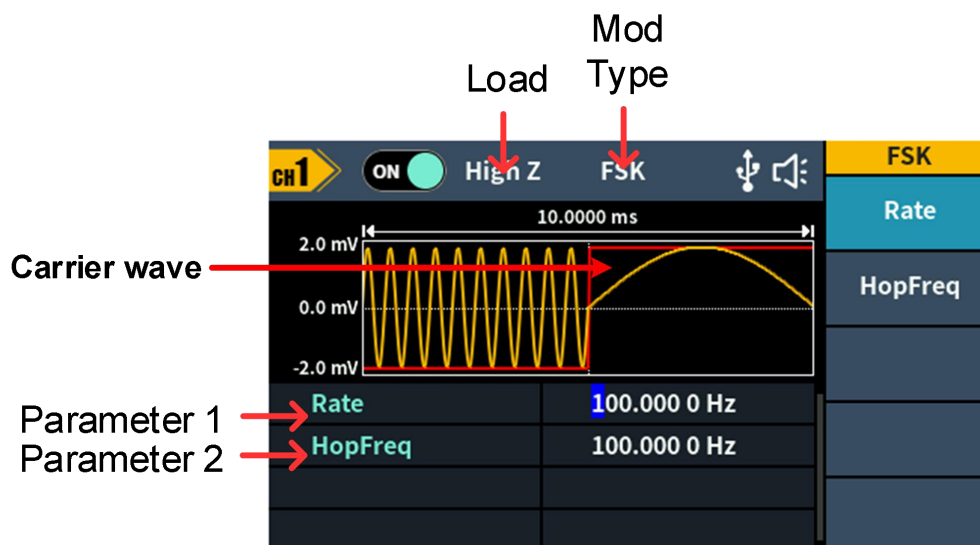 Mod
Type
Load
CH1
ON
High Z
FSK
FSK
Rate
HopFreq
10.0000 ms
2.0 mV
0.0 mV
-2.0 mV
Carrier wave
Parameter 1
Parameter 2
Rate
100.000 0 Hz
HopFreq
100.000 0 Hz